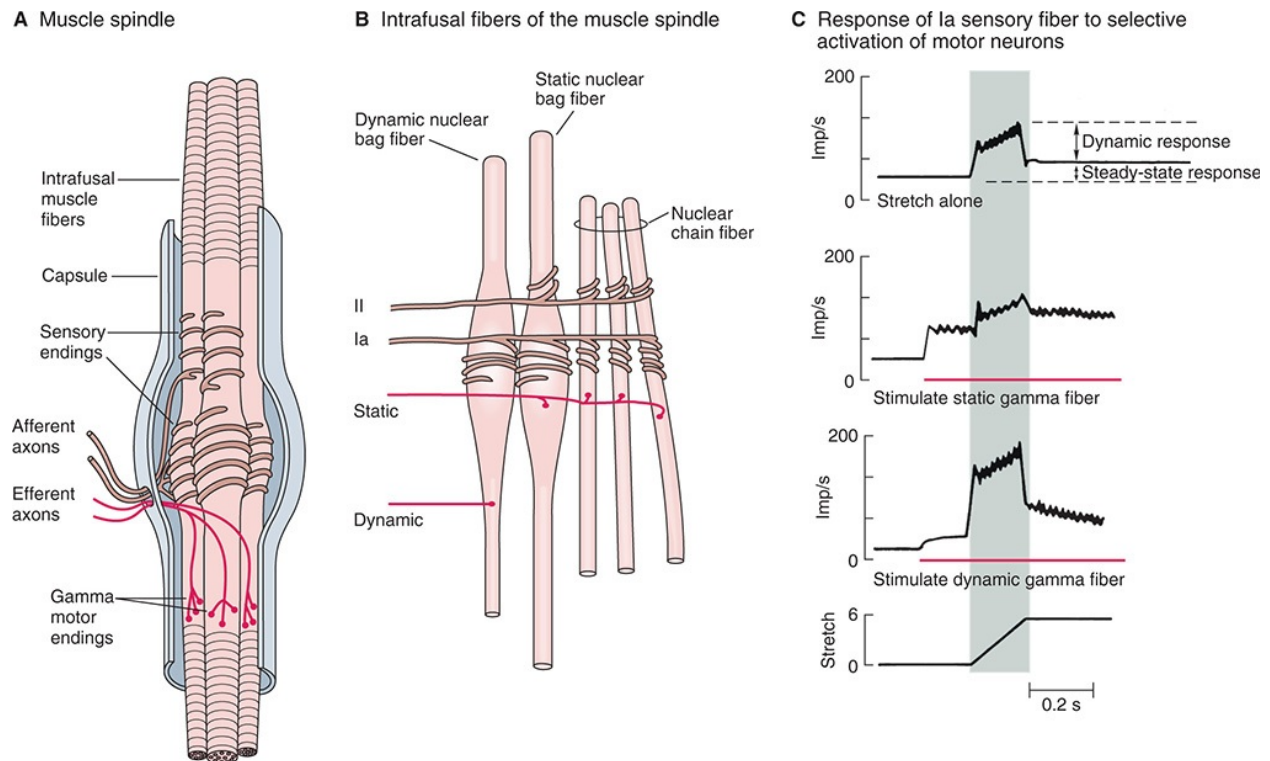 A Muscle spindle
Intrafusal
muscle
fibers
Capsule
Sensory
endings
Afferent
axons
Efferent
axons
Gamma
motor
endings
B Intrafusal fibers of the muscle spindle
Static nuclear
bag fiber
Dynamic nuclear
bag fiber
Nuclear
chain fiber
II
Ia
Static
Dynamic
C Response of Ia sensory fiber to selective
activation of motor neurons
200
Imp/s
0
Dynamic response
Steady-state response
Stretch alone
200
Imp/s
0
Stimulate static gamma fiber
200
Imp/s
0
Stimulate dynamic gamma fiber
6
Stretch
0
0.2 s